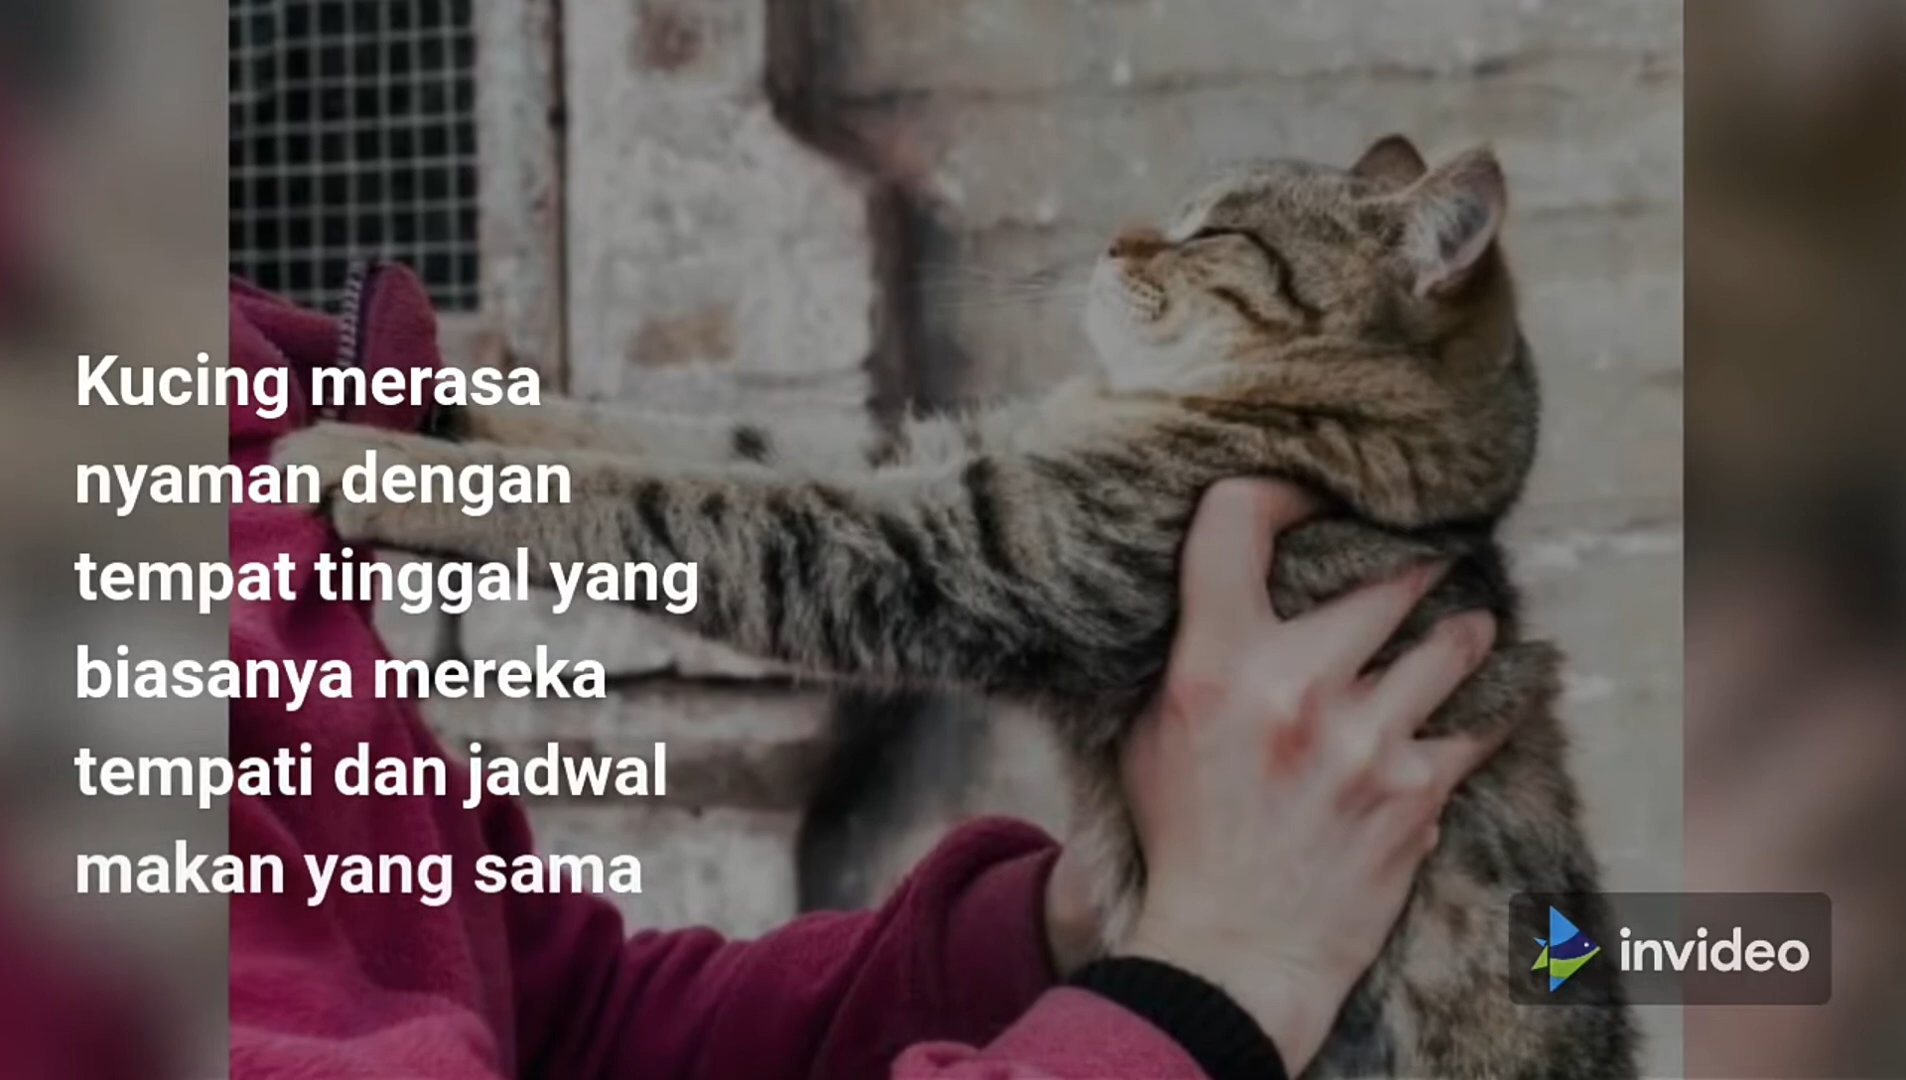 Kucing merasa
nyaman dengan
tempat tinggal yang
biasanya mereka
tempati dan jadwal
makan yang sama
invideo